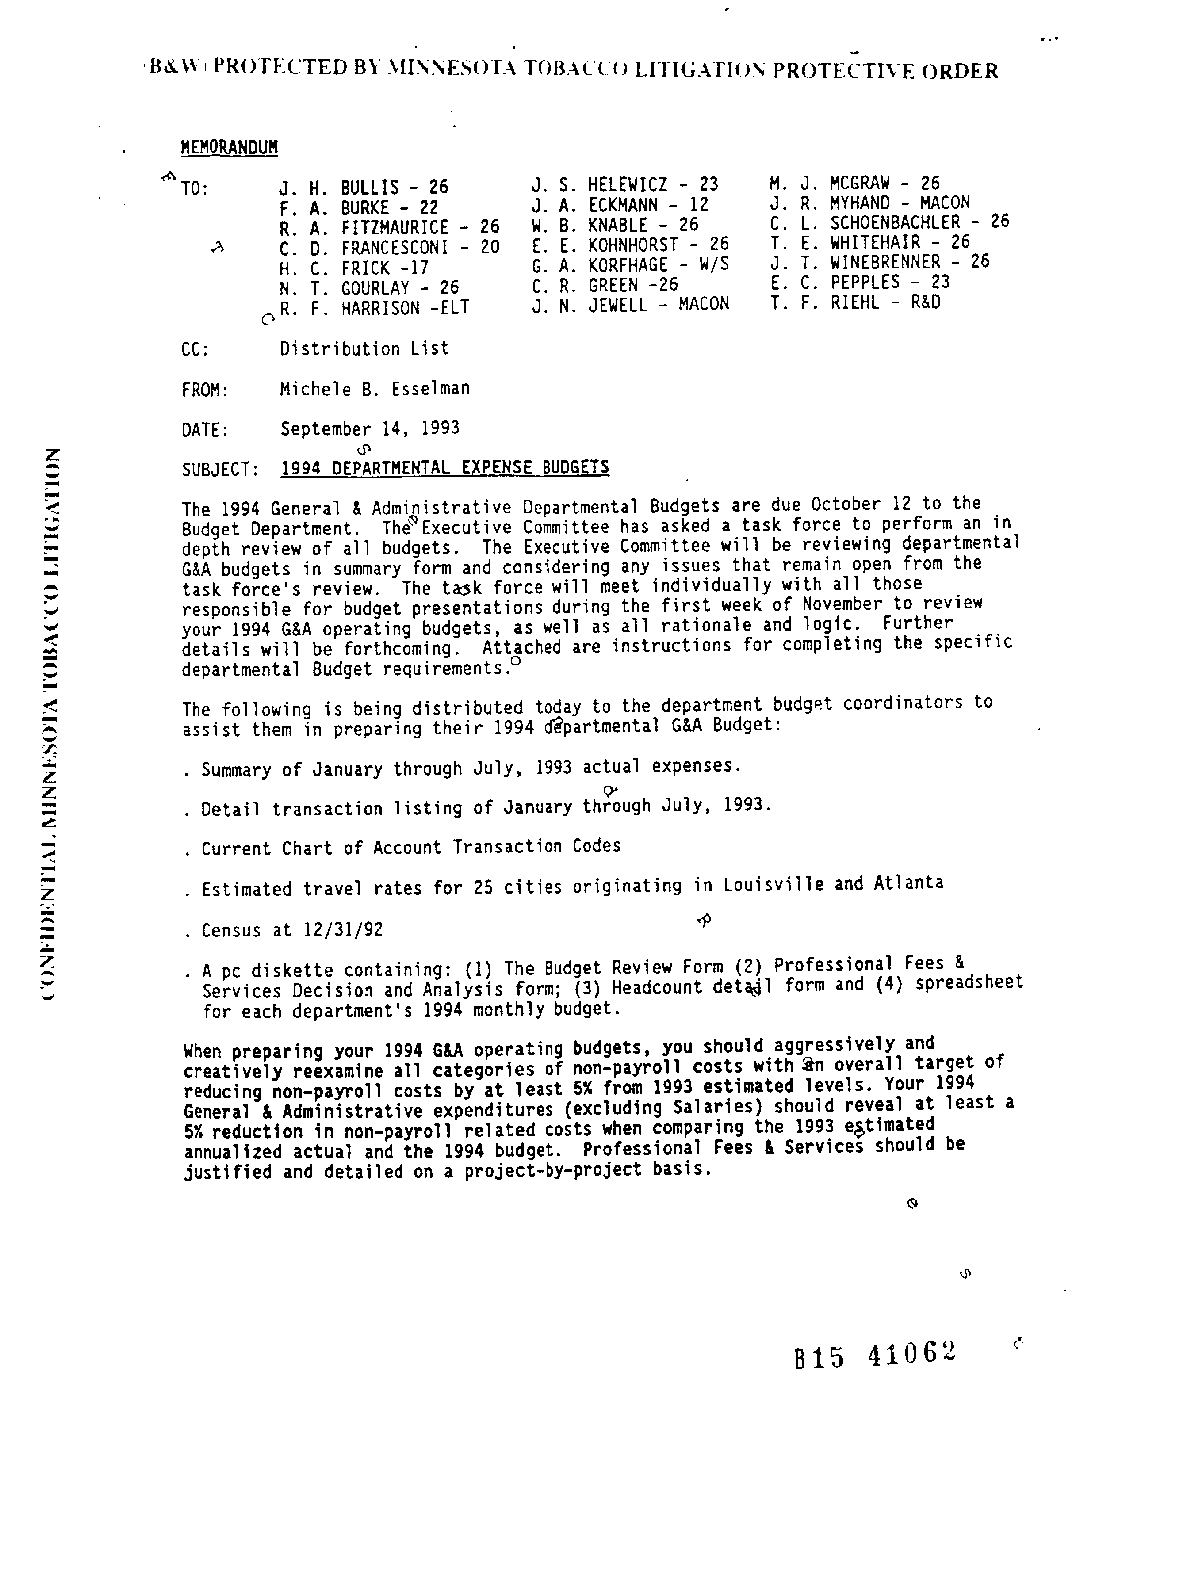 B&W PROTECTED BY MINNESOTA TOBACCO LITIGATION PROTECTIVE ORDER
MEMORANDUM
TO: J. H. BULLIS - 26 J. S. HELEWICZ - 23 M. J. MCGRAW - 26
F. A. BURKE - 22 J. A. ECKMANN - 12 J. R. MYHAND - MACON
R. A. FITZMAURICE - 26 W. B. KNABLE - 26 C. L. SCHOENBACHLER - 26
C. D. FRANCESCONI - 20 E. E. KOHNHORST - 26 T. E. WHITEHAIR - 26
H. C. FRICK -17 G. A. KORFHAGE - W/S J. T. WINEBRENNER - 26
N. T. GOURLAY - 26 C. R. GREEN -26 E. C. PEPPLES - 23
R. F. HARRISON -ELT J. N. JEWELL - MACON T. F. RIEHL - R&D
CC: Distribution List
FROM: Michele B. Esselman
DATE: September 14, 1993
SUBJECT: 1994 DEPARTMENTAL EXPENSE BUDGETS
The 1994 General & Administrative Departmental Budgets are due October 12 to the
Budget Department. The Executive Committee has asked a task force to perform an in
depth review of all budgets. The Executive Committee will be reviewing departmental
G&A budgets in summary form and considering any issues that remain open from the
task force's review. The task force will meet individually with all those
responsible for budget presentations during the first week of November to review
your 1994 G&A operating budgets, as well as all rationale and logic. Further
details will be forthcoming. Attached are instructions for completing the specific
departmental Budget requirements.
The following is being distributed today to the department budget coordinators to
assist them in preparing their 1994 departmental G&A Budget:
. Summary of January through July, 1993 actual expenses.
. Detail transaction listing of January through July, 1993.
. Current Chart of Account Transaction Codes
. Estimated travel rates for 25 cities originating in Louisville and Atlanta
. Census at 12/31/92
. A pc diskette containing: (1) The Budget Review Form (2) Professional Fees &
Services Decision and Analysis form; (3) Headcount detail form and (4) spreadsheet
for each department's 1994 monthly budget.
When preparing your 1994 G&A operating budgets, you should aggressively and
creatively reexamine all categories of non-payroll costs with an overall target of
reducing non-payroll costs by at least 5% from 1993 estimated levels. Your 1994
General & Administrative expenditures (excluding Salaries) should reveal at least a
5% reduction in non-payroll related costs when comparing the 1993 estimated
annualized actual and the 1994 budget. Professional Fees & Services should be
justified and detailed on a project-by-project basis.
B15 41062
CONFIDENTIAL MINNESOTA TOBACCO LITIGATION